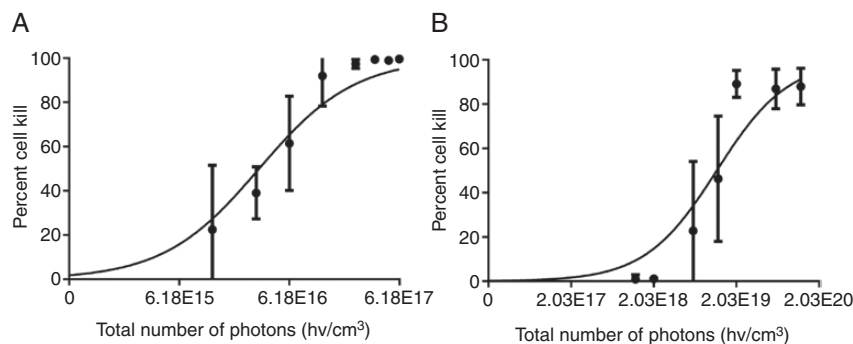 A
100
80
60
40
20
0
Percent cell kill
0 6.18E15 6.18E16 6.18E17
Total number of photons (hv/cm³)
B
100
80
60
40
20
0
Percent cell kill
0 2.03E17 2.03E18 2.03E19 2.03E20
Total number of photons (hv/cm³)